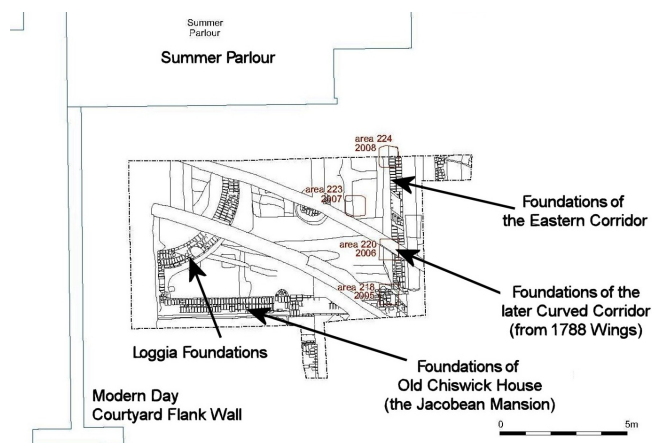 Summer
Parlour
Summer Parlour
area 224
2008
area 223
2007
Foundations of
the Eastern Corridor
area 220
2006
area 218
2005
Foundations of the
later Curved Corridor
(from 1788 Wings)
Loggia Foundations
Foundations of
Old Chiswick House
(the Jacobean Mansion)
Modern Day
Courtyard Flank Wall
0 5m